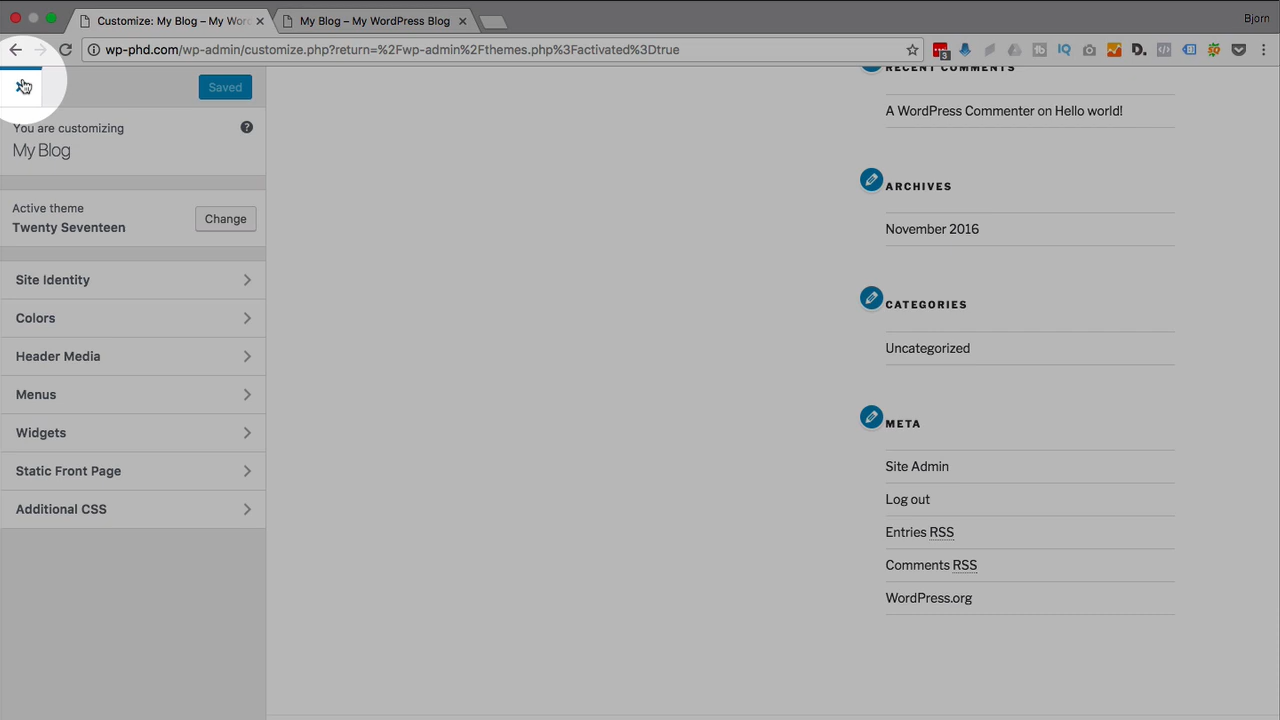 Customize: My Blog – My Wor
My Blog – My WordPress Blog
Bjorn
wp-phd.com/wp-admin/customize.php?return=%2Fwp-admin%2Fthemes.php%3Factivated%3Dtrue
3
IQ
D.
Saved
You are customizing
My Blog
Active theme
Twenty Seventeen
Change
Site Identity
Colors
Header Media
Menus
Widgets
Static Front Page
Additional CSS
RECENT COMMENTS
A WordPress Commenter on Hello world!
ARCHIVES
November 2016
CATEGORIES
Uncategorized
META
Site Admin
Log out
Entries RSS
Comments RSS
WordPress.org